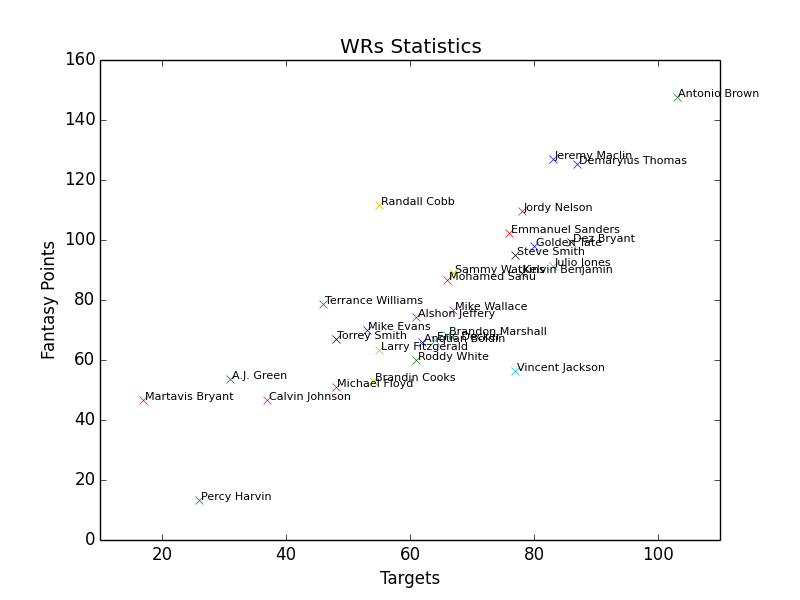 WRs Statistics
160
Antonio Brown
140
Jeremy Maclin
Demaryius Thomas
120
Randall Cobb
Jordy Nelson
Emmanuel Sanders
100
Golden Tate
Dez Bryant
Steve Smith
Julio Jones
Sammy Watkins
Kelvin Benjamin
Mohamed Sanu
80
Terrance Williams
Mike Wallace
Alshon Jeffery
Mike Evans
Brandon Marshall
Torrey Smith
Eric Decker
Anquan Boldin
Larry Fitzgerald
60
Roddy White
Vincent Jackson
A.J. Green
Brandin Cooks
Michael Floyd
Martavis Bryant
Calvin Johnson
40
20
Percy Harvin
0
20 40 60 80 100
Targets
Fantasy Points